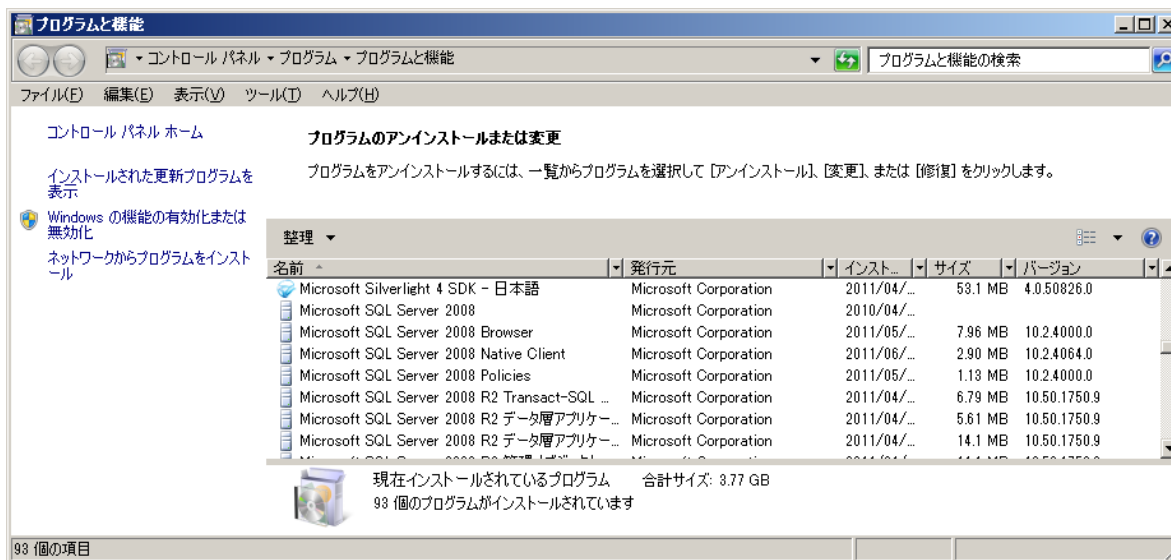 プログラムと機能
コントロール パネル プログラム プログラムと機能
プログラムと機能の検索
ファイル(F) 編集(E) 表示(V) ツール(T) ヘルプ(H)
コントロール パネル ホーム
インストールされた更新プログラムを
表示
Windows の機能の有効化または
無効化
ネットワークからプログラムをインスト
ール
プログラムのアンインストールまたは変更
プログラムをアンインストールするには、一覧からプログラムを選択して [アンインストール]、[変更]、または [修復] をクリックします。
整理
名前 発行元 インスト... サイズ バージョン
Microsoft Silverlight 4 SDK - 日本語 Microsoft Corporation 2011/04/... 53.1 MB 4.0.50826.0
Microsoft SQL Server 2008 Microsoft Corporation 2010/04/...
Microsoft SQL Server 2008 Browser Microsoft Corporation 2011/05/... 7.96 MB 10.2.4000.0
Microsoft SQL Server 2008 Native Client Microsoft Corporation 2011/06/... 2.90 MB 10.2.4064.0
Microsoft SQL Server 2008 Policies Microsoft Corporation 2011/05/... 1.13 MB 10.2.4000.0
Microsoft SQL Server 2008 R2 Transact-SQL ... Microsoft Corporation 2011/04/... 6.79 MB 10.50.1750.9
Microsoft SQL Server 2008 R2 データ層アプリケー... Microsoft Corporation 2011/04/... 5.61 MB 10.50.1750.9
Microsoft SQL Server 2008 R2 データ層アプリケー... Microsoft Corporation 2011/04/... 14.1 MB 10.50.1750.9
現在インストールされているプログラム 合計サイズ: 3.77 GB
93 個のプログラムがインストールされています
93 個の項目